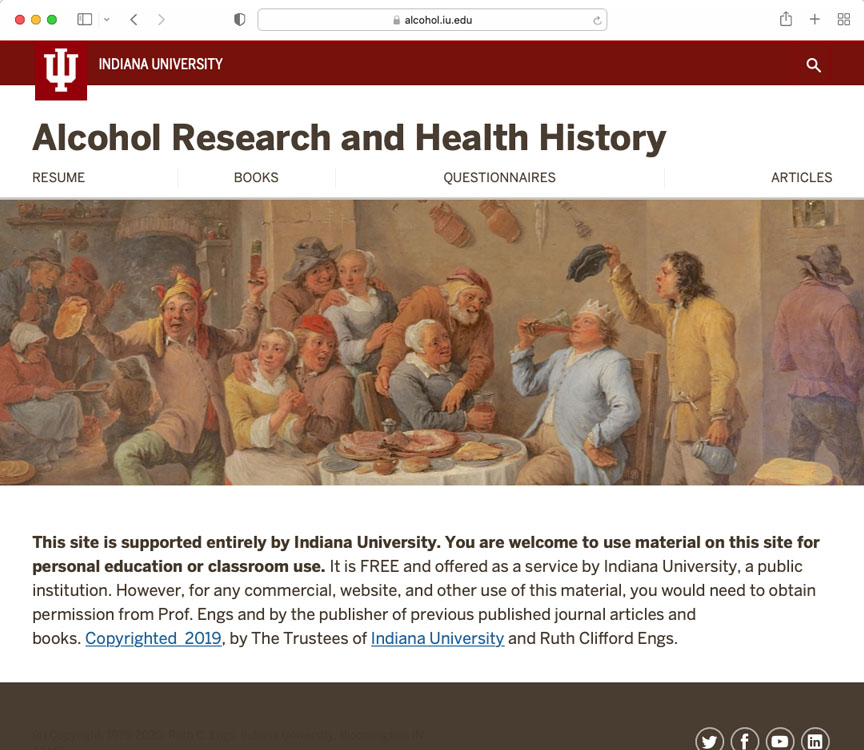 alcohol.iu.edu
INDIANA UNIVERSITY
Alcohol Research and Health History
RESUME
BOOKS
QUESTIONNAIRES
ARTICLES
This site is supported entirely by Indiana University. You are welcome to use material on this site for
personal education or classroom use. It is FREE and offered as a service by Indiana University, a public
institution. However, for any commercial, website, and other use of this material, you would need to obtain
permission from Prof. Engs and by the publisher of previous published journal articles and
books. Copyrighted 2019, by The Trustees of Indiana University and Ruth Clifford Engs.